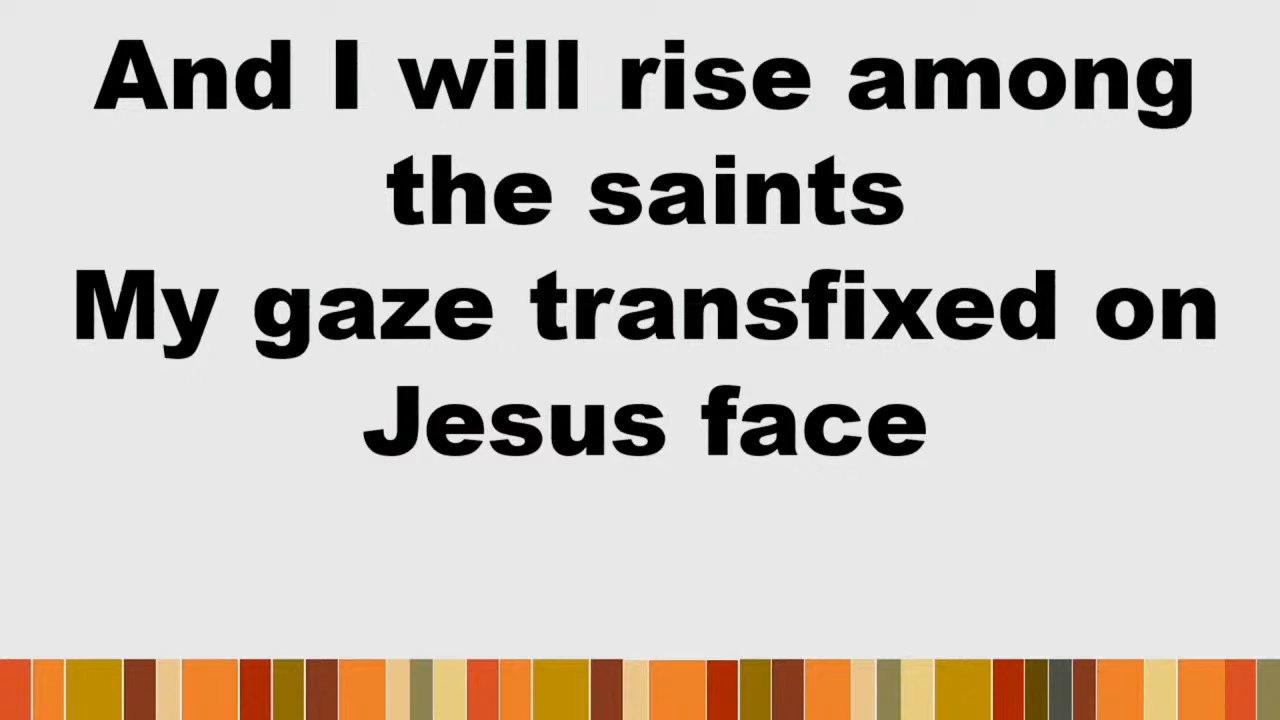 And I will rise among
the saints
My gaze transfixed on
Jesus face